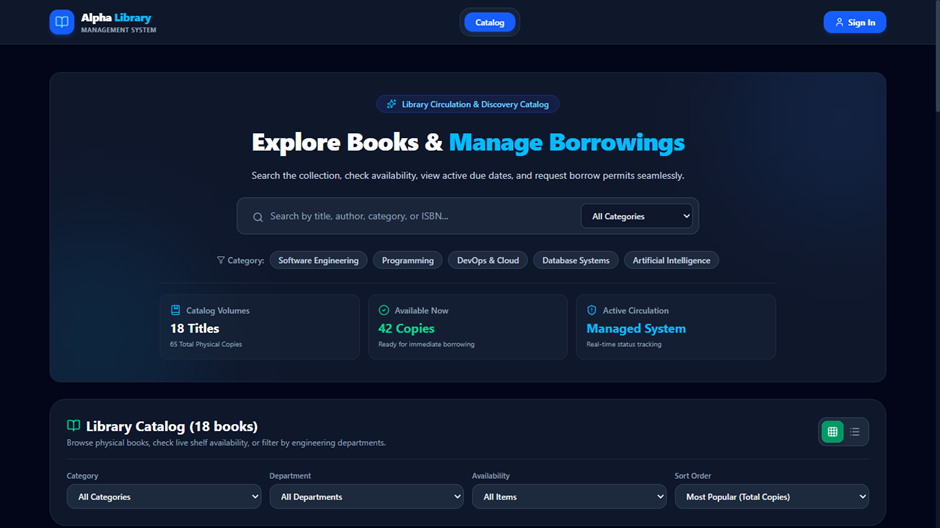 Alpha Library
MANAGEMENT SYSTEM
Catalog
Sign In
Library Circulation & Discovery Catalog
Explore Books & Manage Borrowings
Search the collection, check availability, view active due dates, and request borrow permits seamlessly.
Search by title, author, category, or ISBN...
All Categories
Category:
Software Engineering
Programming
DevOps & Cloud
Database Systems
Artificial Intelligence
Catalog Volumes
18 Titles
65 Total Physical Copies
Available Now
42 Copies
Ready for immediate borrowing
Active Circulation
Managed System
Real-time status tracking
Library Catalog (18 books)
Browse physical books, check live shelf availability, or filter by engineering departments.
Category
All Categories
Department
All Departments
Availability
All Items
Sort Order
Most Popular (Total Copies)